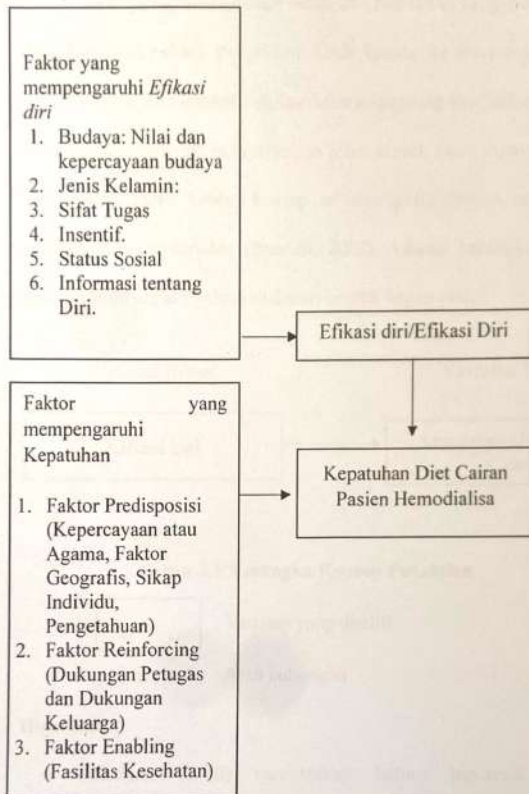 Faktor yang
mempengaruhi Efikasi
diri
1. Budaya: Nilai dan
kepercayaan budaya
2. Jenis Kelamin:
3. Sifat Tugas
4. Insentif.
5. Status Sosial
6. Informasi tentang
Diri.
Efikasi diri/Efikasi Diri
Faktor yang
mempengaruhi
Kepatuhan
1. Faktor Predisposisi
(Kepercayaan atau
Agama, Faktor
Geografis, Sikap
Individu,
Pengetahuan)
2. Faktor Reinforcing
(Dukungan Petugas
dan Dukungan
Keluarga)
3. Faktor Enabling
(Fasilitas Kesehatan)
Kepatuhan Diet Cairan
Pasien Hemodialisa